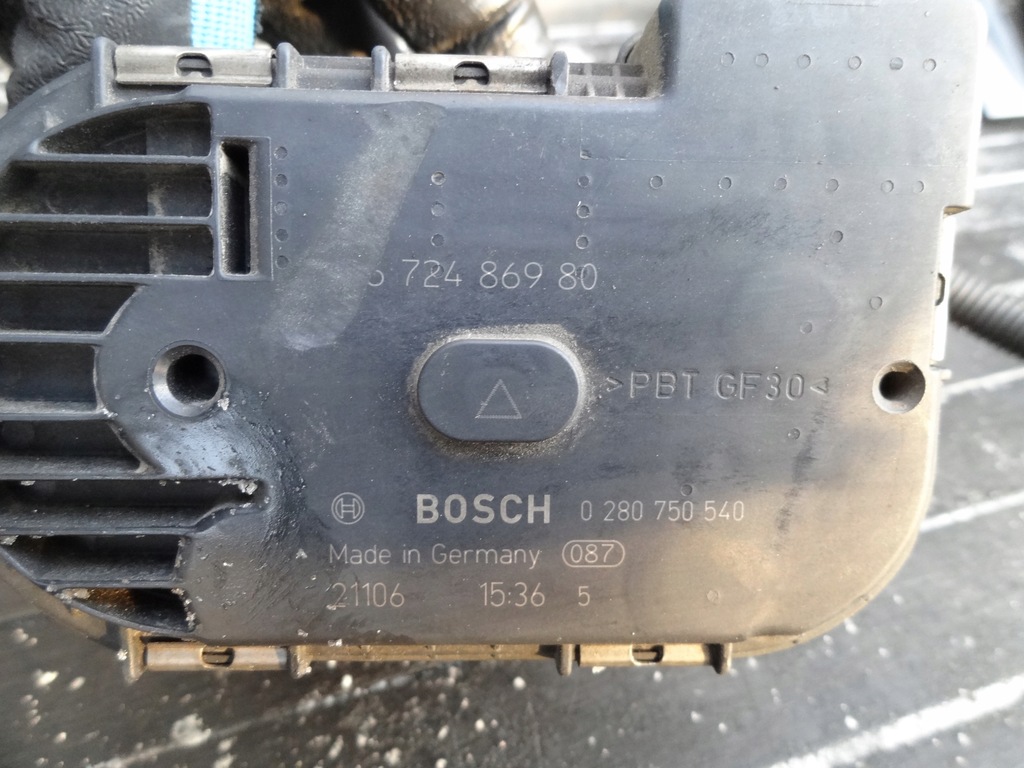 724 869 80
>PBT GF30<
BOSCH 0 280 750 540
Made in Germany 087
21106 15:36 5